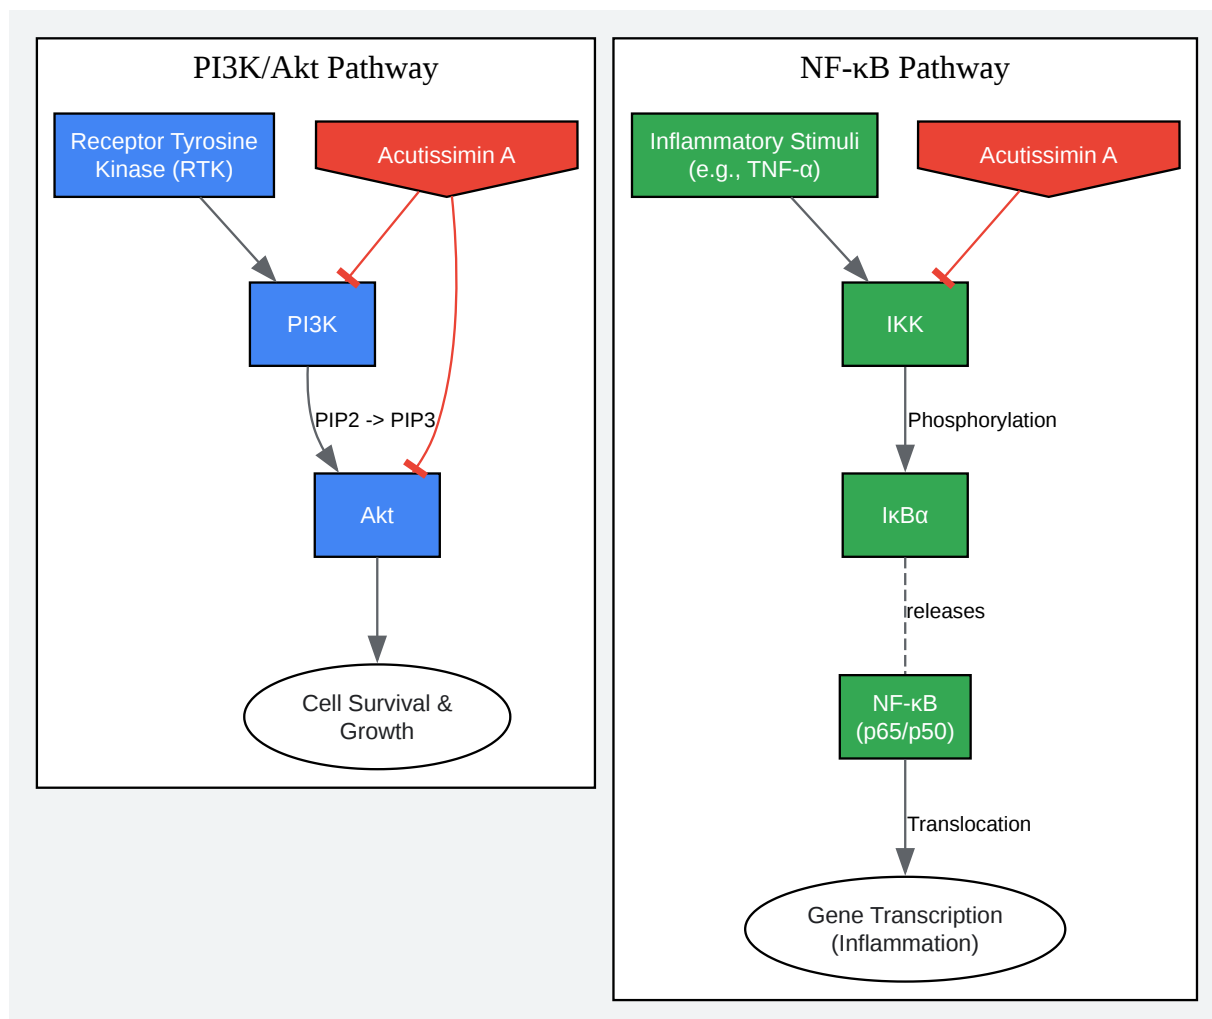 PI3K/Akt Pathway
Receptor Tyrosine
Kinase (RTK)
Acutissimin A
PI3K
PIP2 -> PIP3
Akt
Cell Survival &
Growth
NF-κB Pathway
Inflammatory Stimuli
(e.g., TNF-α)
Acutissimin A
IKK
Phosphorylation
IκBα
releases
NF-κB
(p65/p50)
Translocation
Gene Transcription
(Inflammation)